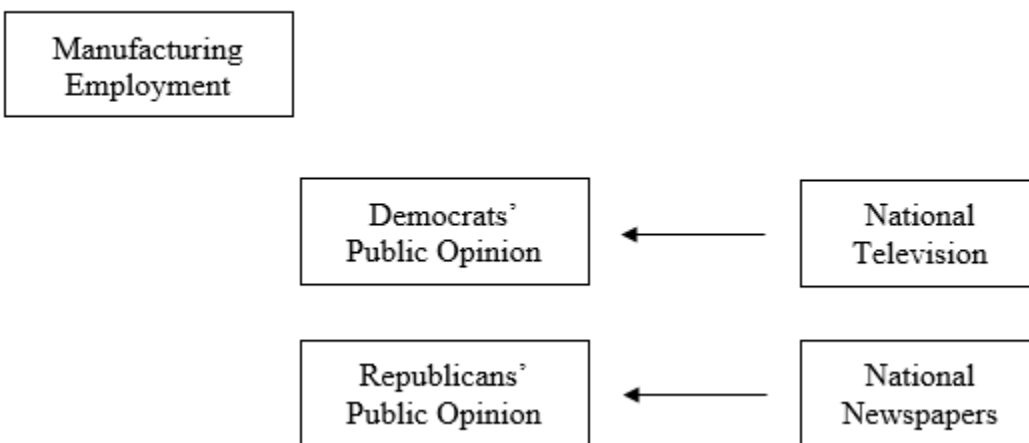 Manufacturing
Employment
Democrats’
Public Opinion
National
Television
Republicans’
Public Opinion
National
Newspapers